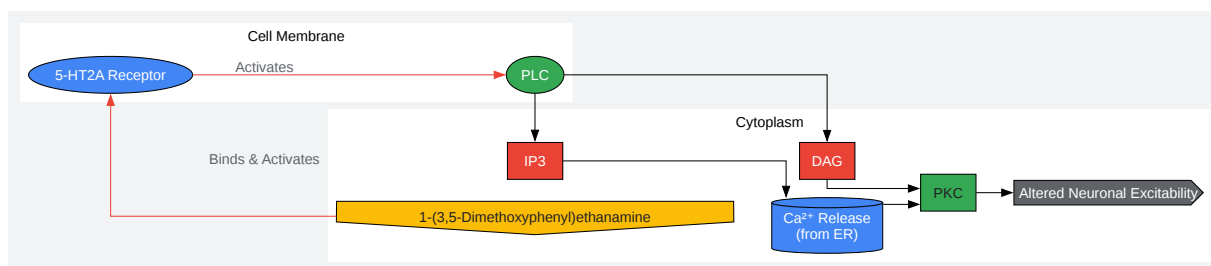 Cell Membrane
5-HT2A Receptor
Activates
PLC
Cytoplasm
Binds & Activates
IP3
DAG
PKC
Altered Neuronal Excitability
1-(3,5-Dimethoxyphenyl)ethanamine
Ca²⁺ Release
(from ER)